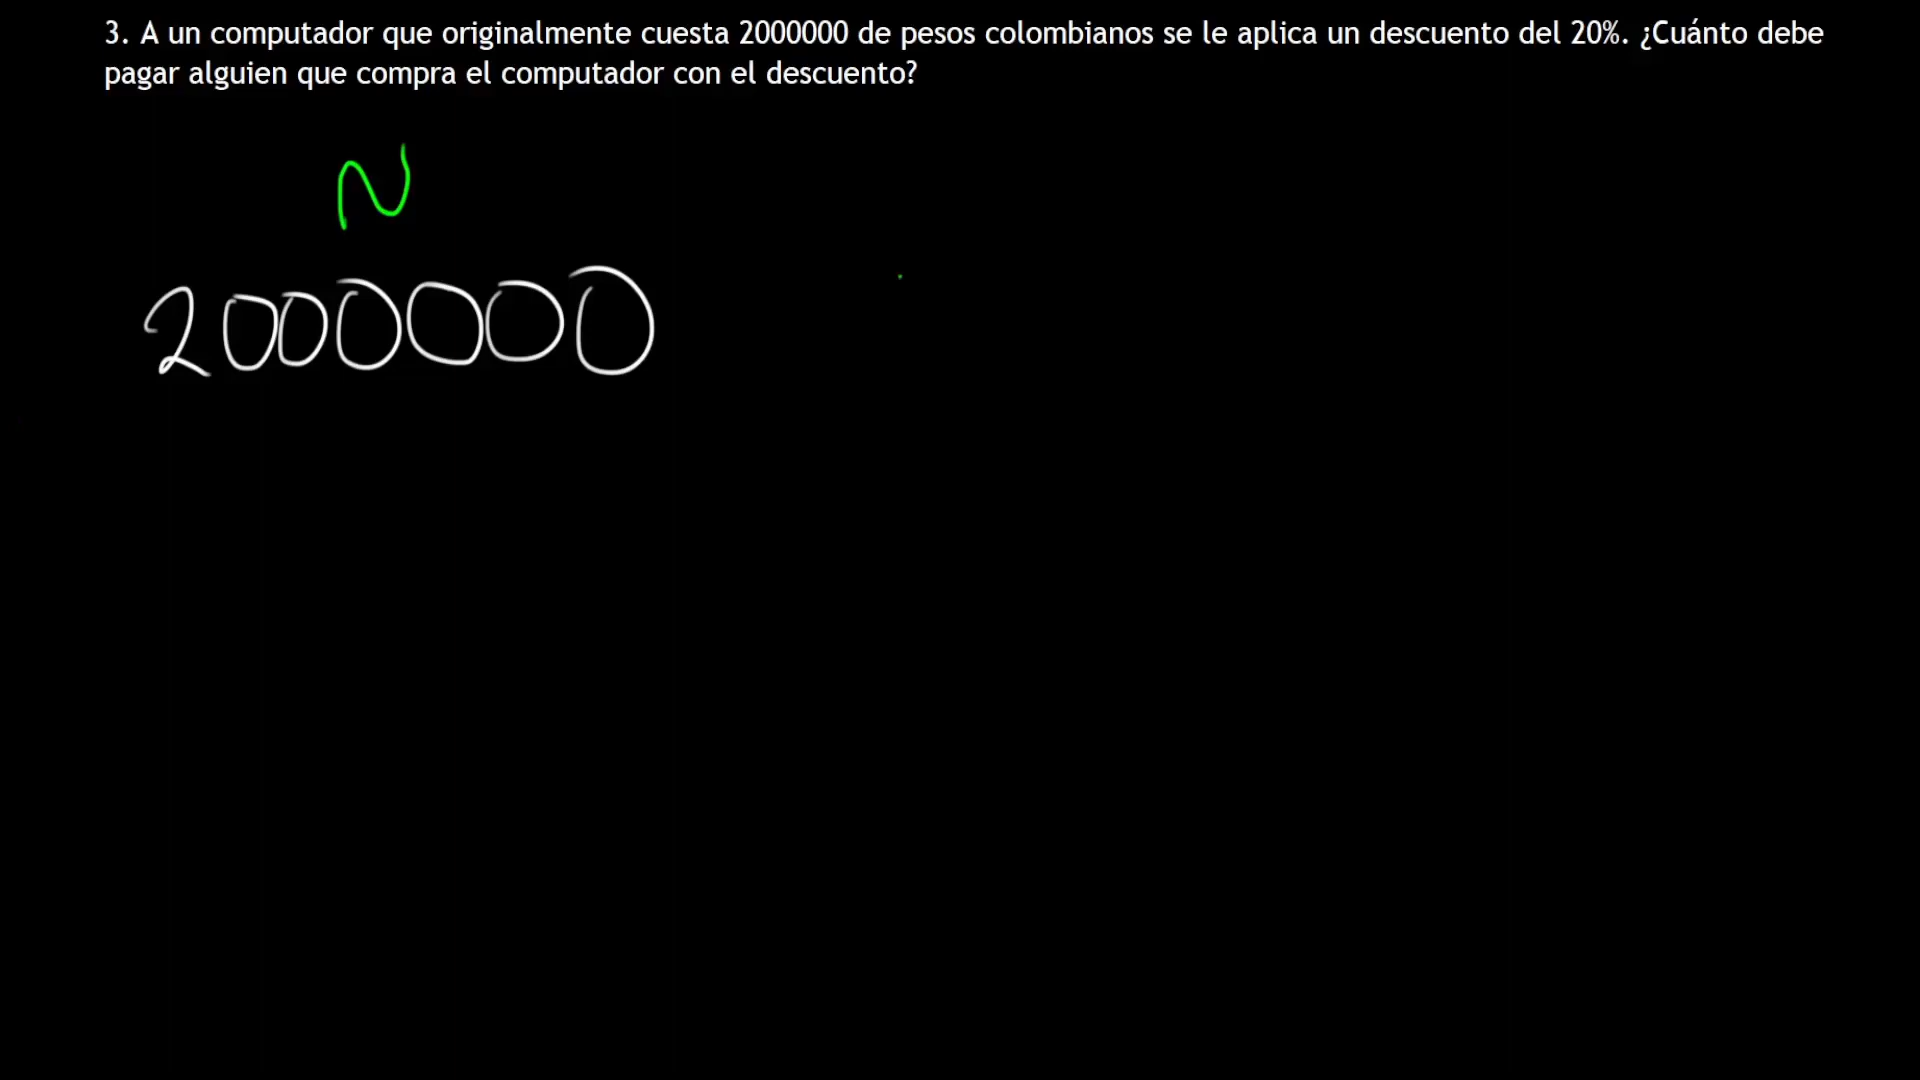 3. A un computador que originalmente cuesta 2000000 de pesos colombianos se le aplica un descuento del 20%. ¿Cuánto debe
pagar alguien que compra el computador con el descuento?
N
2000000